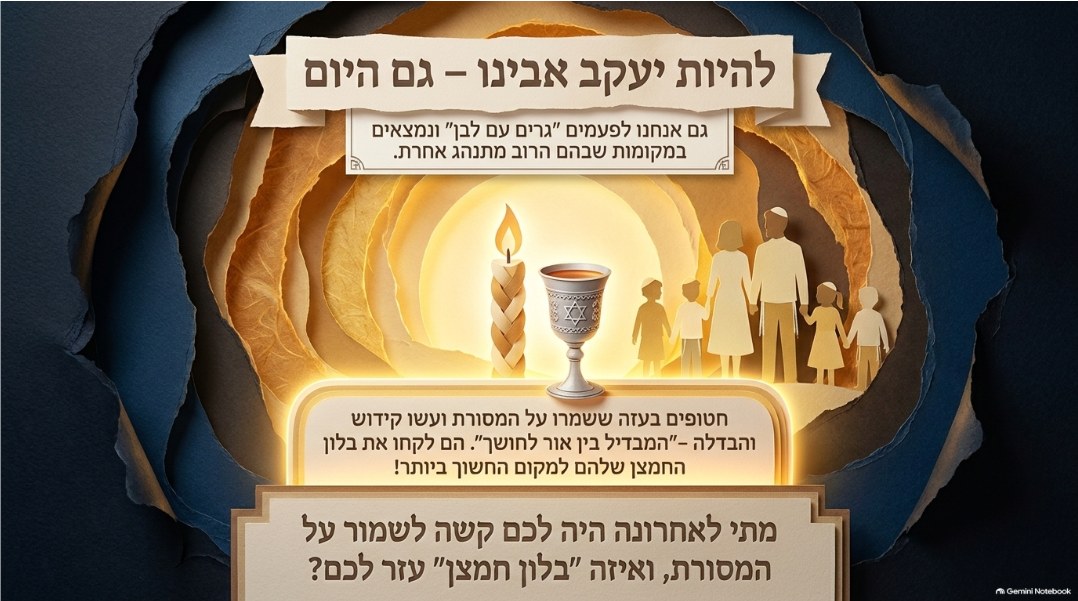 להיות יעקב אבינו – גם היום
גם אנחנו לפעמים "גרים עם לבן" ונמצאים
במקומות שבהם הרוב מתנהג אחרת.
חטופים בעזה ששמרו על המסורת ועשו קידוש
והבדלה –"המבדיל בין אור לחושך". הם לקחו את בלון
החמצן שלהם למקום החשוך ביותר!
מתי לאחרונה היה לכם קשה לשמור על
המסורת, ואיזה "בלון חמצן" עזר לכם?
Gemini Notebook